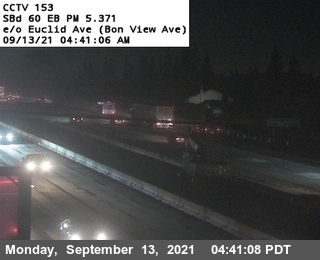 CCTV 153
SBd 60 EB PM 5.371
e/o Euclid Ave (Bon View Ave)
09/13/21 04:41:06 AM
Monday, September 13, 2021 04:41:08 PDT